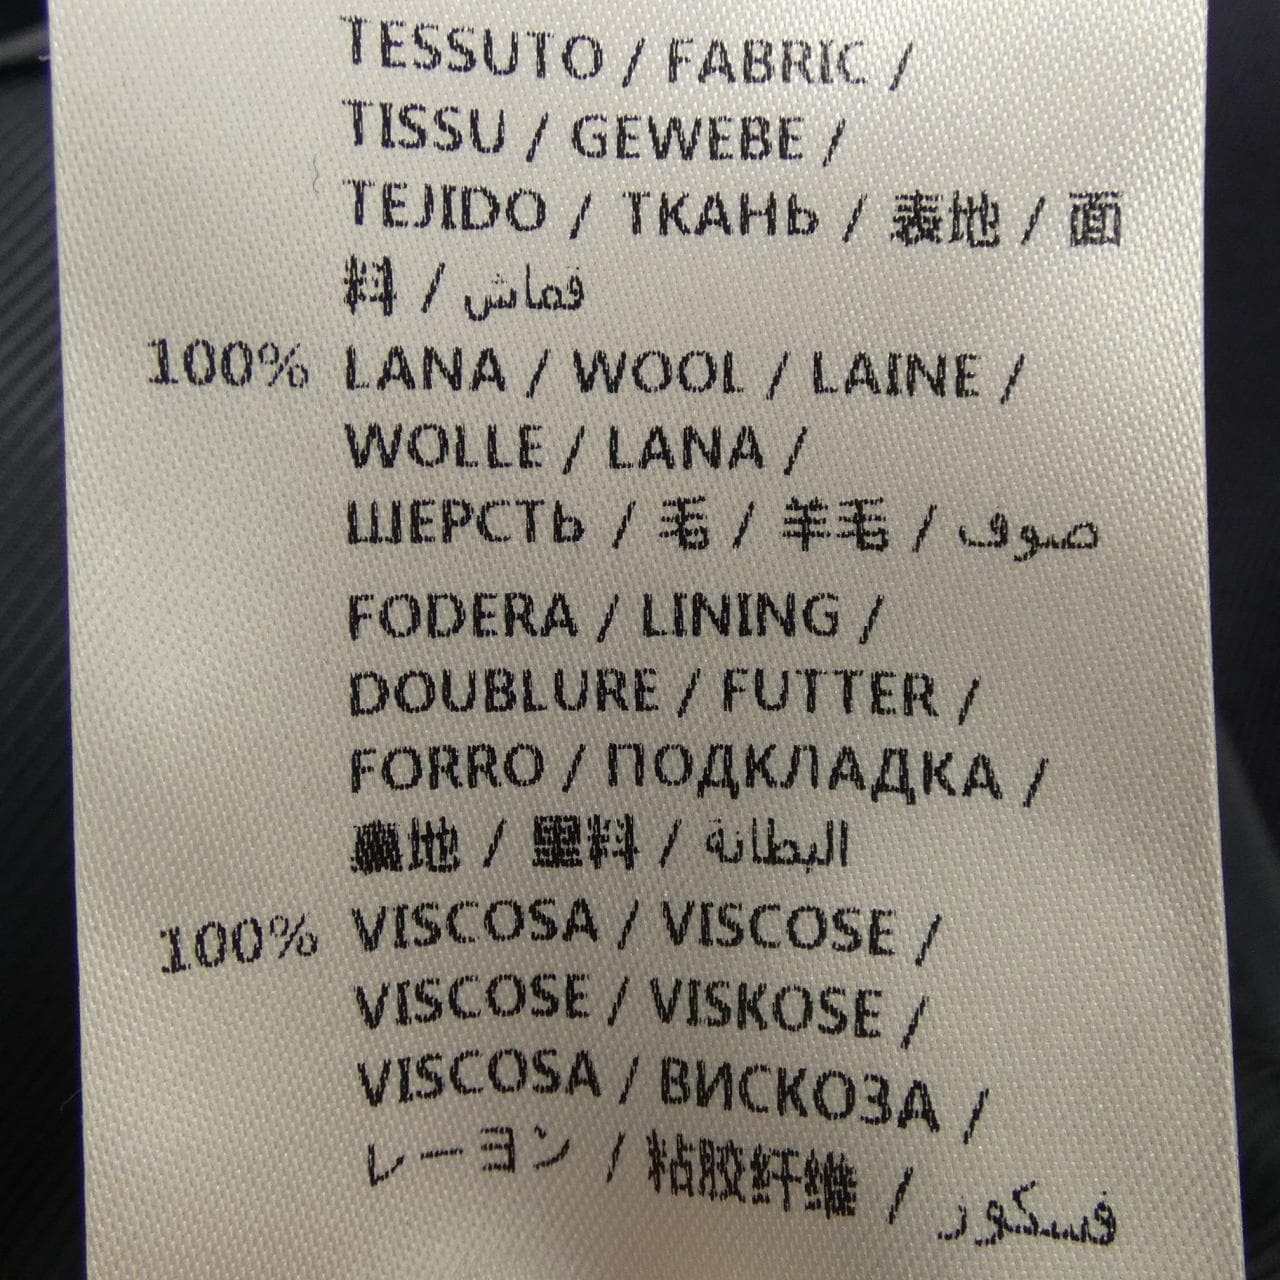 TESSUTO / FABRIC /
TISSU / GEWEBE /
TEJIDO / ТКАНЬ / 表地 / 面
料 / قماش
100% LANA / WOOL / LAINE /
WOLLE / LANA /
ШЕРСТЬ / 毛 / 羊毛 / صوف
FODERA / LINING /
DOUBLURE / FUTTER /
FORRO / ПОДКЛАДКА /
裏地 / 里料 / البطانة
100% VISCOSA / VISCOSE /
VISCOSE / VISKOSE /
VISCOSA / ВИСКОЗА /
レーヨン / 粘胶纤维 / فسكوز